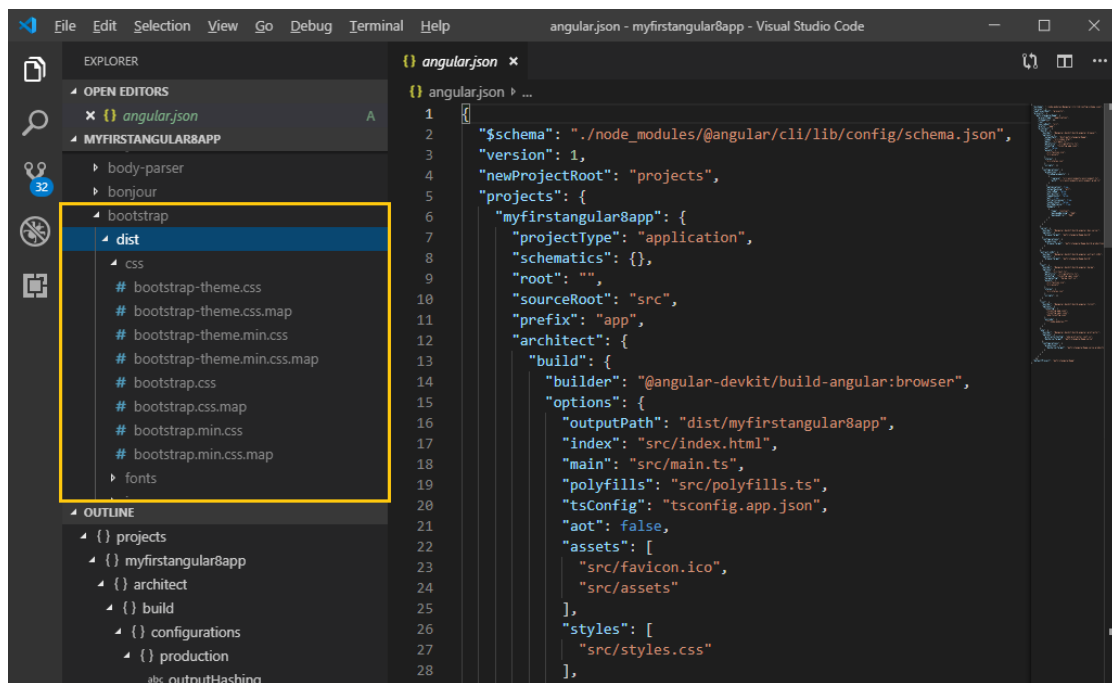 File Edit Selection View Go Debug Terminal Help angular.json - myfirstangular8app - Visual Studio Code
EXPLORER
OPEN EDITORS
{} angular.json A
MYFIRSTANGULAR8APP
body-parser
bonjour
bootstrap
dist
css
# bootstrap-theme.css
# bootstrap-theme.css.map
# bootstrap-theme.min.css
# bootstrap-theme.min.css.map
# bootstrap.css
# bootstrap.css.map
# bootstrap.min.css
# bootstrap.min.css.map
fonts
OUTLINE
{} projects
{} myfirstangular8app
{} architect
{} build
{} configurations
{} production
abc outputHashing
32
{} angular.json
{} angular.json ...
1 {
2 "$schema": "./node_modules/@angular/cli/lib/config/schema.json",
3 "version": 1,
4 "newProjectRoot": "projects",
5 "projects": {
6 "myfirstangular8app": {
7 "projectType": "application",
8 "schematics": {},
9 "root": "",
10 "sourceRoot": "src",
11 "prefix": "app",
12 "architect": {
13 "build": {
14 "builder": "@angular-devkit/build-angular:browser",
15 "options": {
16 "outputPath": "dist/myfirstangular8app",
17 "index": "src/index.html",
18 "main": "src/main.ts",
19 "polyfills": "src/polyfills.ts",
20 "tsConfig": "tsconfig.app.json",
21 "aot": false,
22 "assets": [
23 "src/favicon.ico",
24 "src/assets"
25 ],
26 "styles": [
27 "src/styles.css"
28 ],